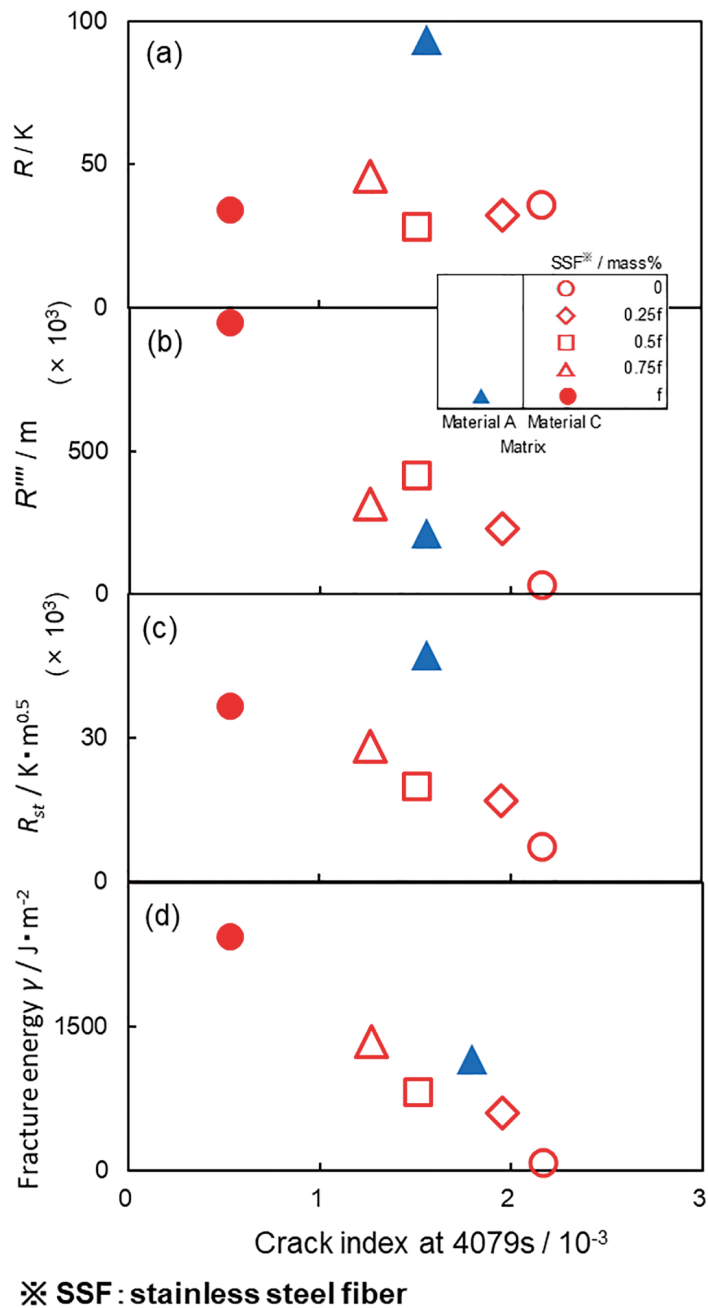 100
(a)
R / K
50
0
SSF※ / mass%
0
0.25f
0.5f
0.75f
f
Material A Material C
Matrix
(× 10³)
(b)
R'''' / m
500
0
(× 10³)
(c)
Rst / K・m0.5
30
0
(d)
Fracture energy γ / J・m-2
1500
0
0 1 2 3
Crack index at 4079s / 10-3
※ SSF：stainless steel fiber